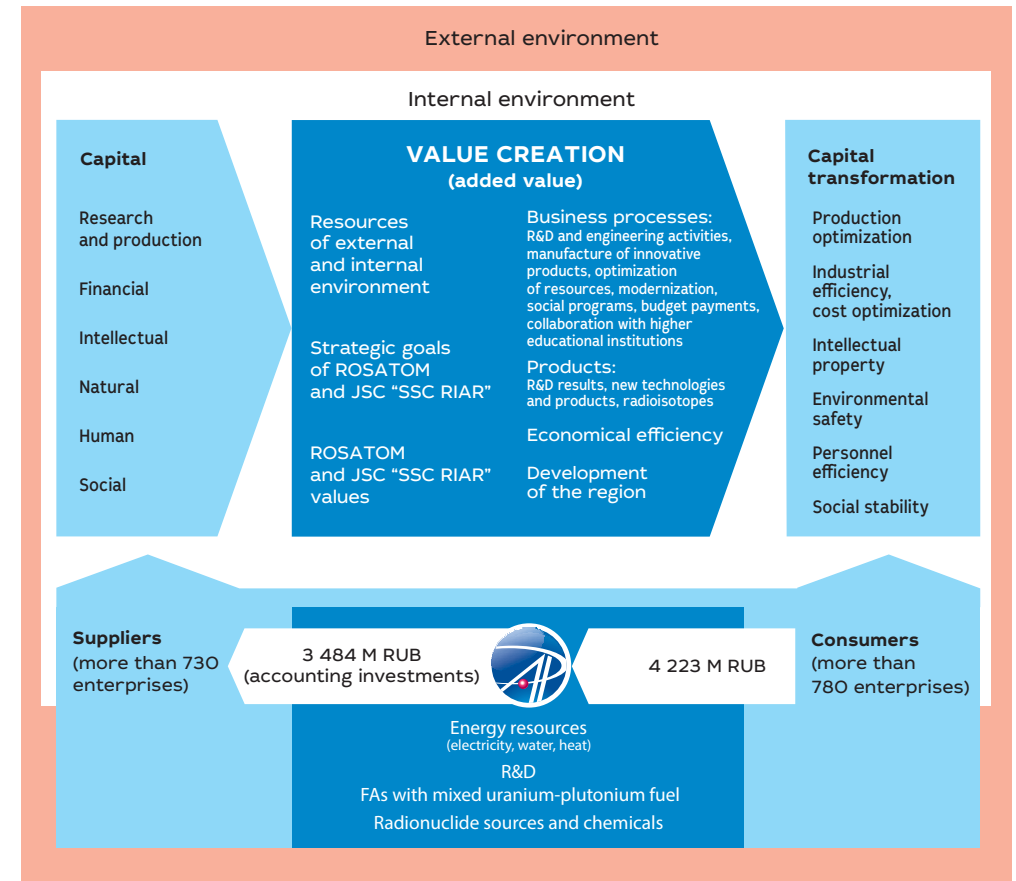 External environment
Internal environment
Capital
Research
and production
Financial
Intellectual
Natural
Human
Social
VALUE CREATION
(added value)
Resources
of external
and internal
environment
Strategic goals
of ROSATOM
and JSC “SSC RIAR”
ROSATOM
and JSC “SSC RIAR”
values
Business processes:
R&D and engineering activities,
manufacture of innovative
products, optimization
of resources, modernization,
social programs, budget payments,
collaboration with higher
educational institutions
Products:
R&D results, new technologies
and products, radioisotopes
Economical efficiency
Development
of the region
Capital
transformation
Production
optimization
Industrial
efficiency,
cost optimization
Intellectual
property
Environmental
safety
Personnel
efficiency
Social stability
Suppliers
(more than 730
enterprises)
3 484 M RUB
(accounting investments)
4 223 M RUB
Consumers
(more than
780 enterprises)
Energy resources
(electricity, water, heat)
R&D
FAs with mixed uranium-plutonium fuel
Radionuclide sources and chemicals